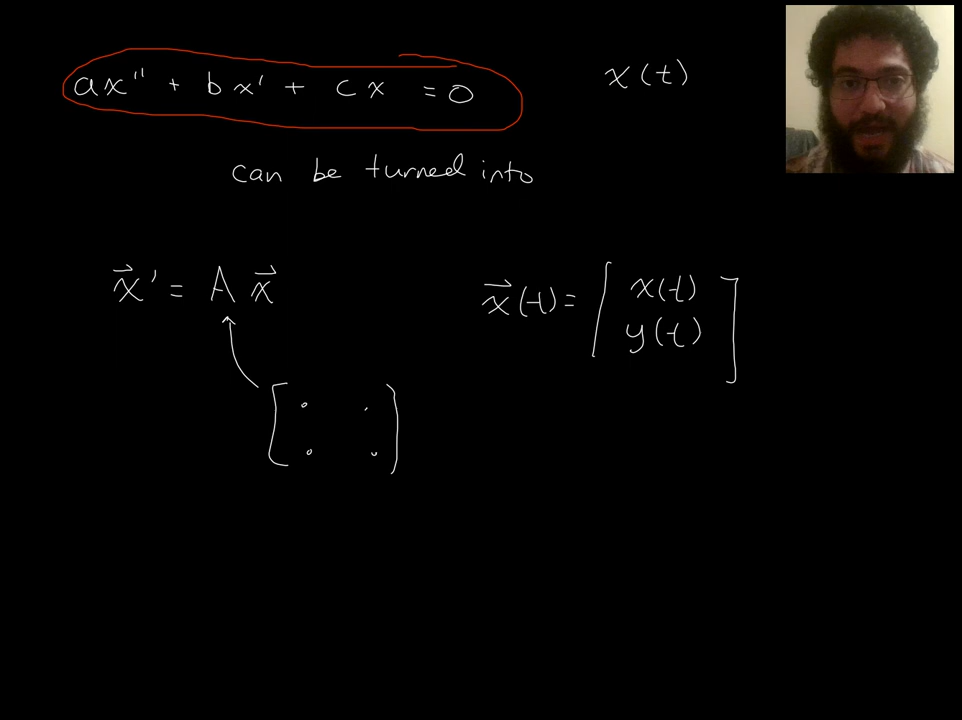 ax'' + bx' + cx = 0
x(t)
can be turned into
x⃗' = A x⃗
x⃗(t) = [ x(t)
y(t) ]
[ . .
. . ]